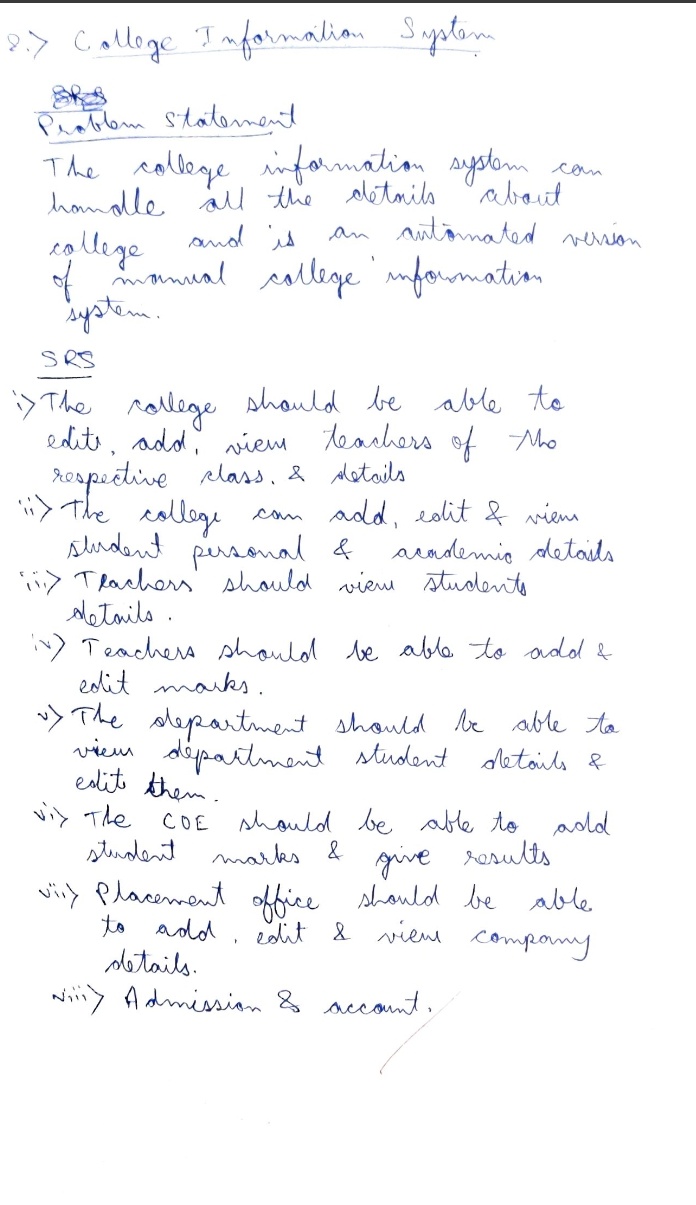 8.> College Information System
Problem Statement
The college information system can
handle all the details about
college and is an automated version
of manual college information
system.
SRS
i> The college should be able to
edit, add, view teachers of the
respective class. & details
ii> The college can add, edit & view
student personal & academic details
iii> Teachers should view students
details.
iv) Teachers should be able to add &
edit marks.
v> The department should be able to
view department student details &
edit them.
vi> The COE should be able to add
student marks & give results
vii> Placement office should be able
to add, edit & view company
details.
viii> Admission & account.